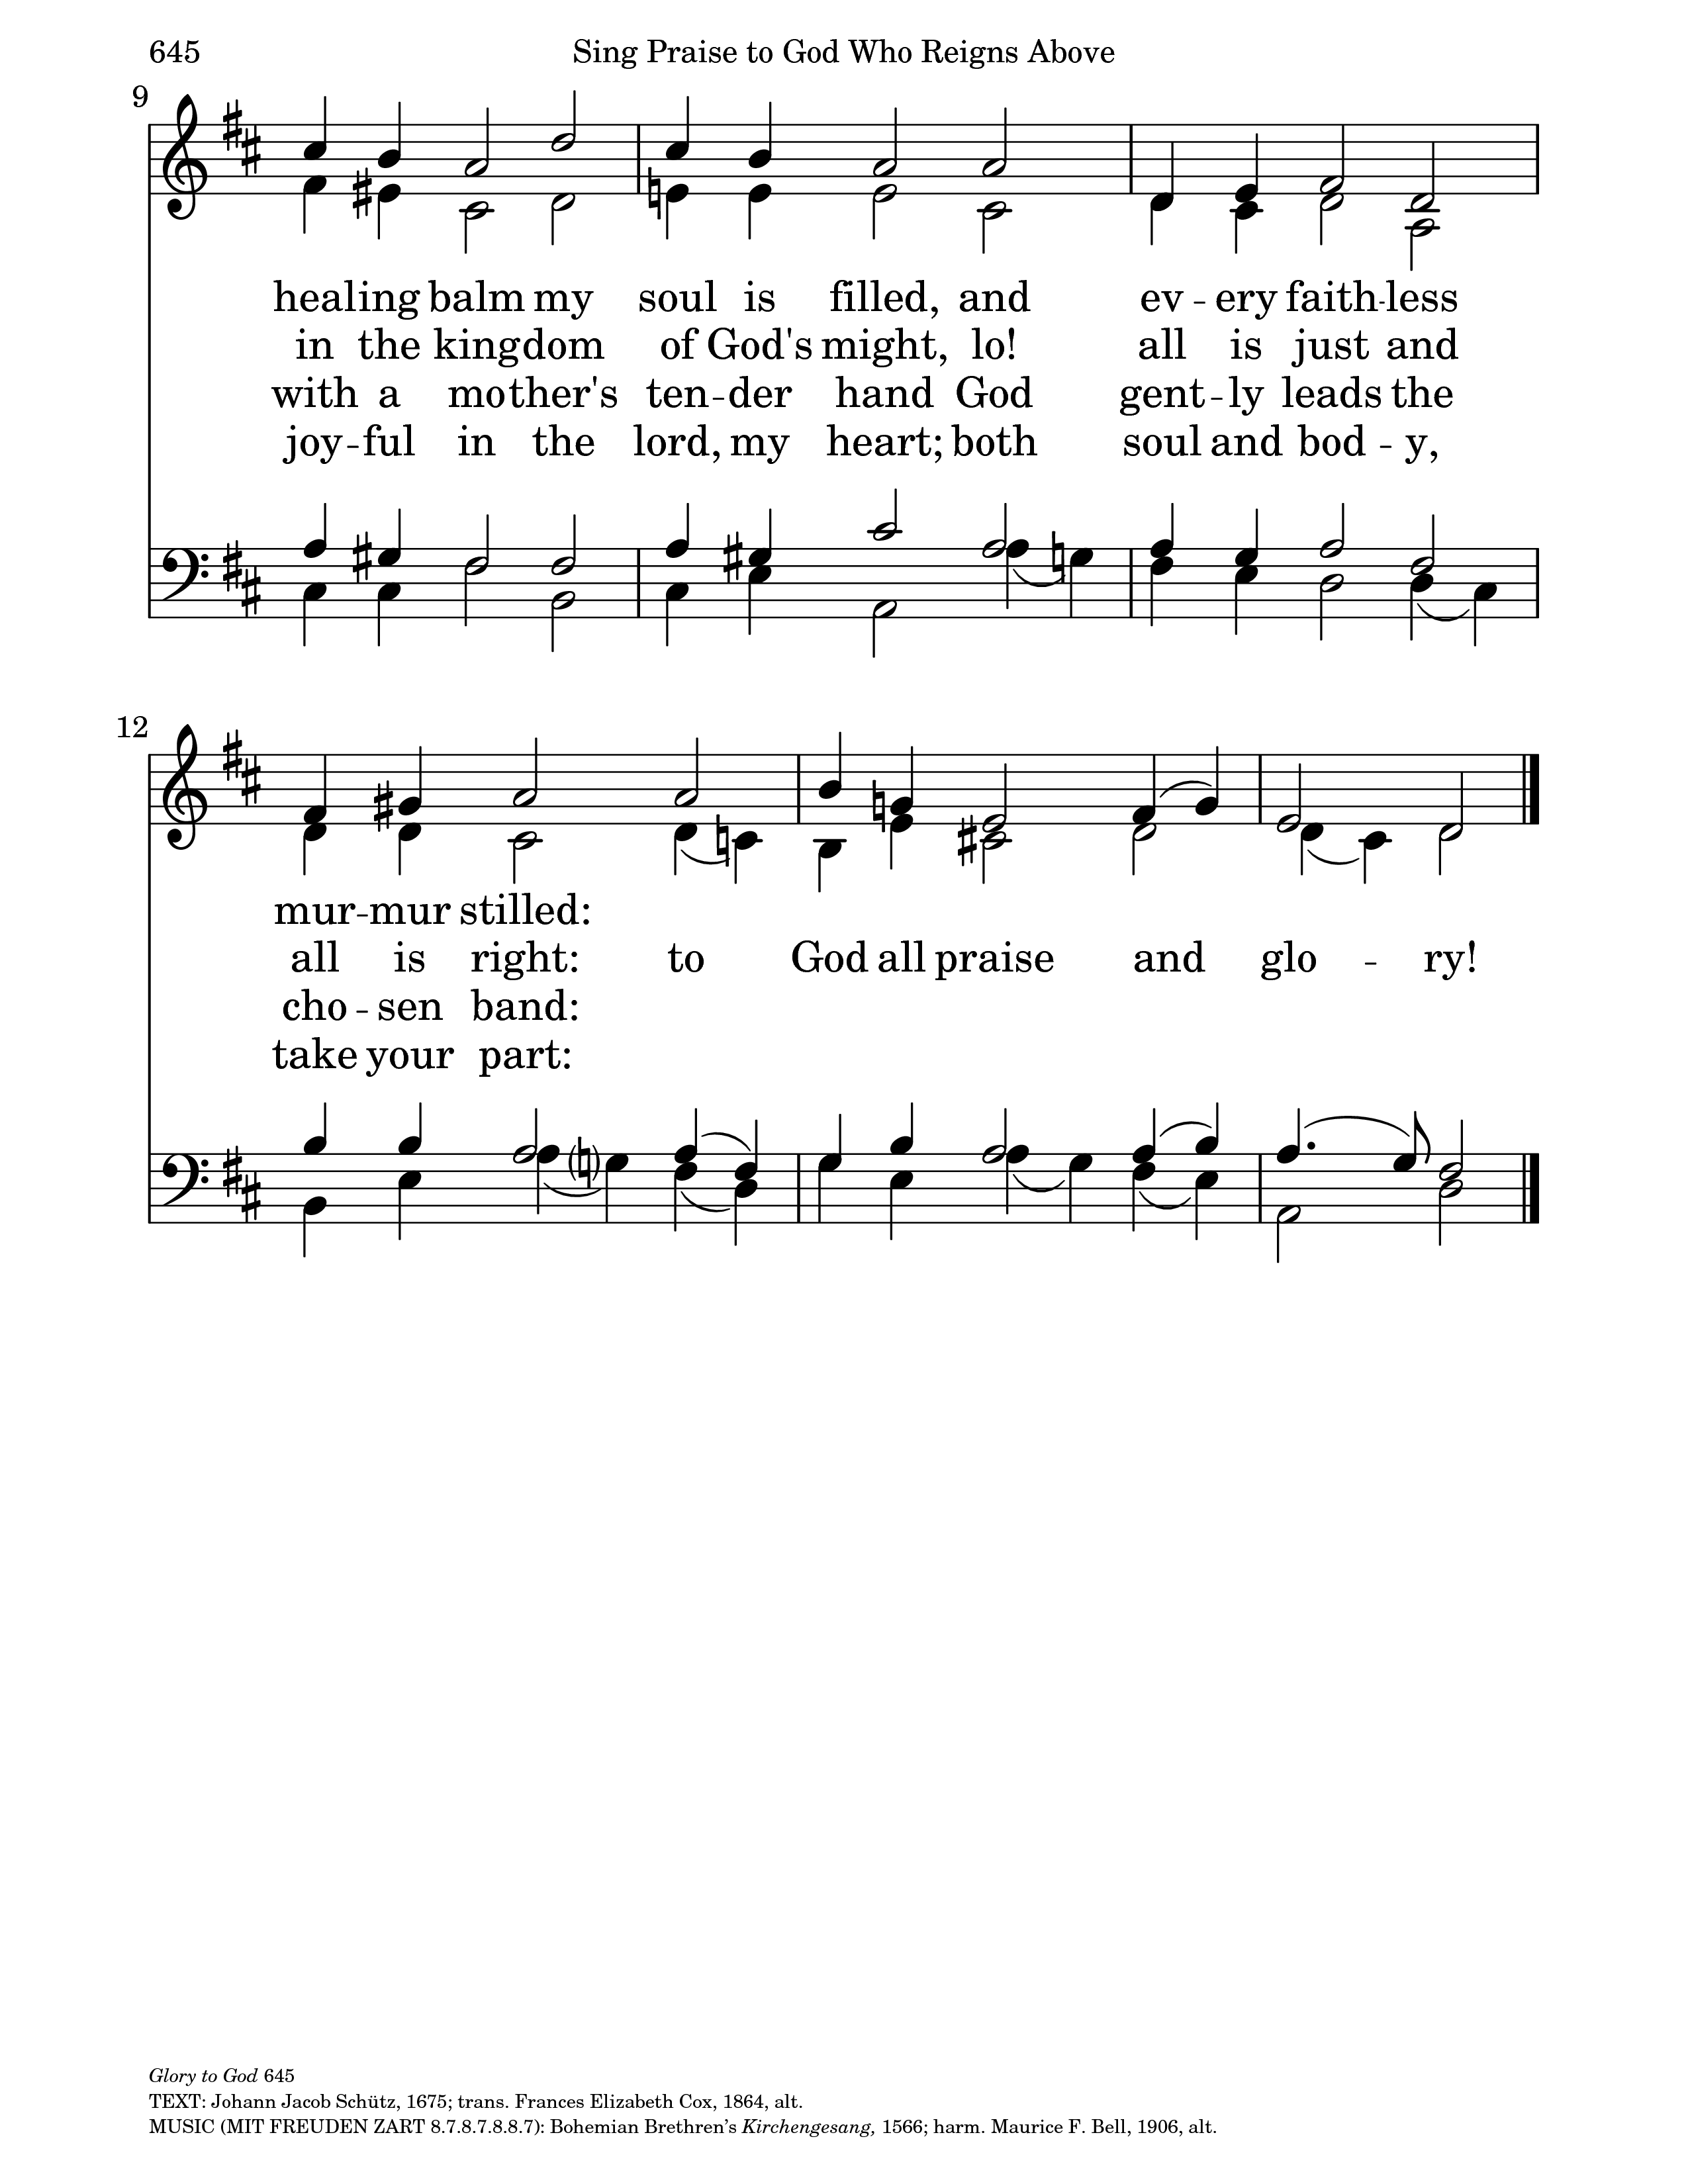 645 Sing Praise to God Who Reigns Above
9
healing balm my soul is filled, and ev -- ery faith -- less
in the kingdom of God's might, lo! all is just and
with a mother's ten -- der hand God gent -- ly leads the
joy -- ful in the lord, my heart; both soul and bod -- y,
12
mur -- mur stilled:
all is right: to God all praise and glo -- ry!
cho -- sen band:
take your part:
Glory to God 645
TEXT: Johann Jacob Schütz, 1675; trans. Frances Elizabeth Cox, 1864, alt.
MUSIC (MIT FREUDEN ZART 8.7.8.7.8.8.7): Bohemian Brethren’s Kirchengesang, 1566; harm. Maurice F. Bell, 1906, alt.